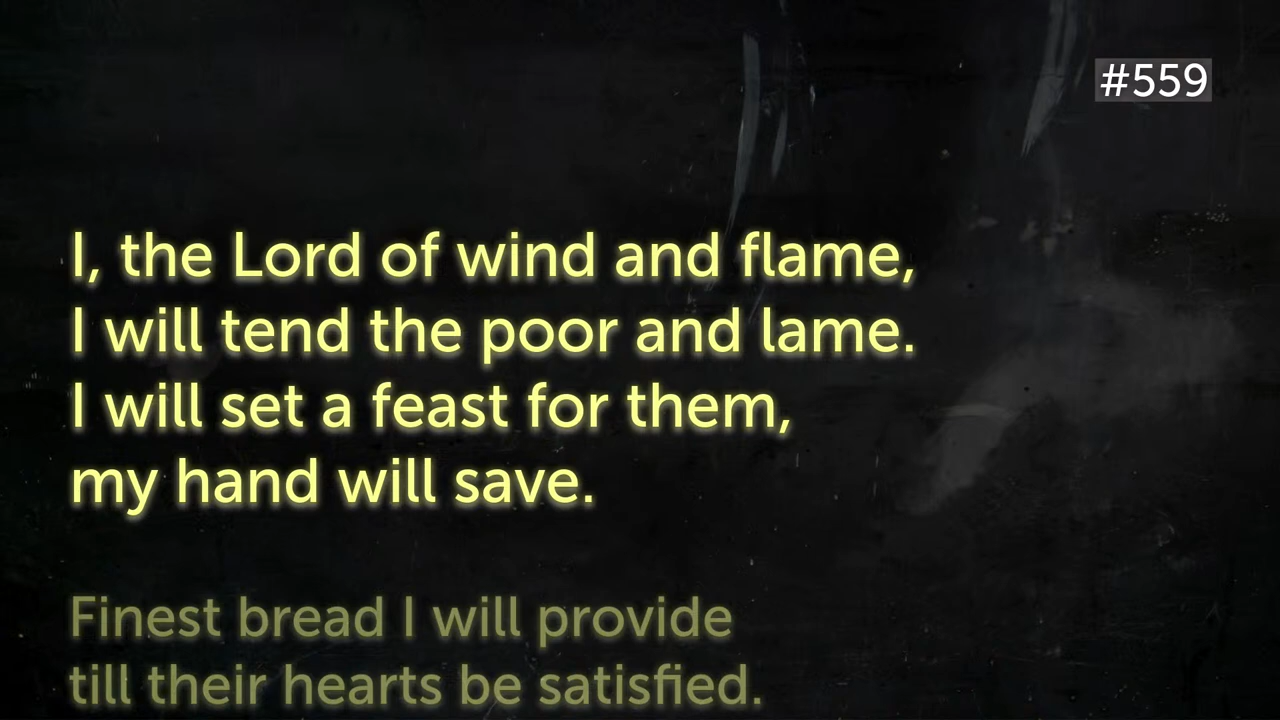 #559
I, the Lord of wind and flame,
I will tend the poor and lame.
I will set a feast for them,
my hand will save.
Finest bread I will provide
till their hearts be satisfied.